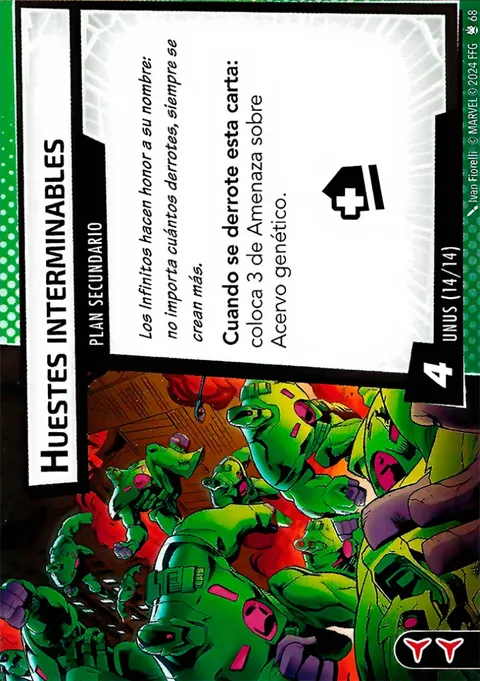 HUESTES INTERMINABLES
PLAN SECUNDARIO
Los Infinitos hacen honor a su nombre:
no importa cuántos derrotes, siempre se
crean más.
Cuando se derrote esta carta:
coloca 3 de Amenaza sobre
Acervo genético.
4
UNUS (14/14)
Ivan Fiorelli © MARVEL © 2024 FFG 68